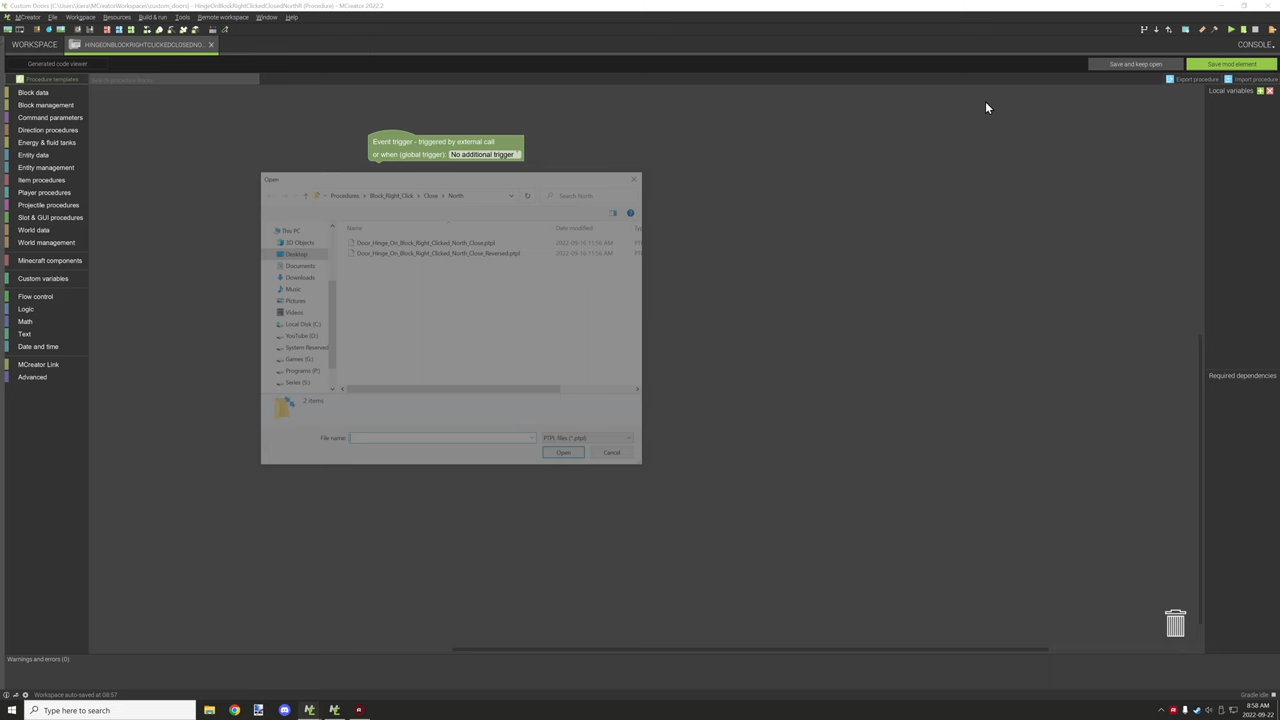 Custom Doors [C:\Users\kiera\MCreatorWorkspaces\custom_doors] - HingeOnBlockRightClickedClosedNorthR (Procedure) - MCreator 2022.2
MCreator File Workspace Resources Build & run Tools Remote workspace Window Help
WORKSPACE HINGEONBLOCKRIGHTCLICKEDCLOSEDNO... CONSOLE
Generated code viewer Save and keep open Save mod element
Procedure templates Export procedure Import procedure
Block data
Block management
Command parameters
Direction procedures
Energy & fluid tanks
Entity data
Entity management
Item procedures
Player procedures
Projectile procedures
Slot & GUI procedures
World data
World management
Minecraft components
Custom variables
Flow control
Logic
Math
Text
Date and time
MCreator Link
Advanced
Event trigger - triggered by external call
or when (global trigger): No additional trigger
Open
Procedures Block_Right_Click Close North Search North
Name Date modified Ty
This PC
3D Objects
Desktop
Documents
Downloads
Music
Pictures
Videos
Local Disk (C:)
YouTube (D:)
System Reserved
Games (G:)
Programs (P:)
Series (S:)
Door_Hinge_On_Block_Right_Clicked_North_Close.ptpl 2022-09-16 11:56 AM PT
Door_Hinge_On_Block_Right_Clicked_North_Close_Reversed.ptpl 2022-09-16 11:56 AM PT
2 items
File name: PTPL files (*.ptpl)
Open Cancel
Local variables
Required dependencies
Warnings and errors (0)
Workspace auto-saved at 08:57 Gradle idle
Type here to search
8:58 AM
2022-09-22